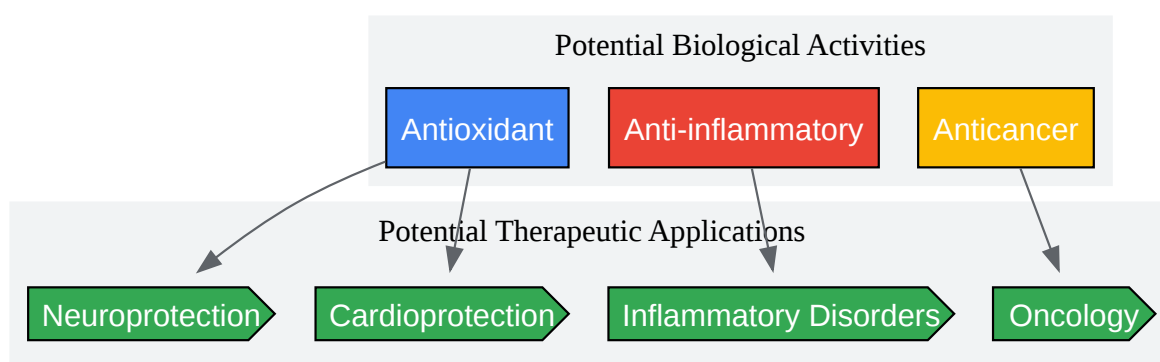 Potential Biological Activities
Antioxidant
Anti-inflammatory
Anticancer
Potential Therapeutic Applications
Neuroprotection
Cardioprotection
Inflammatory Disorders
Oncology